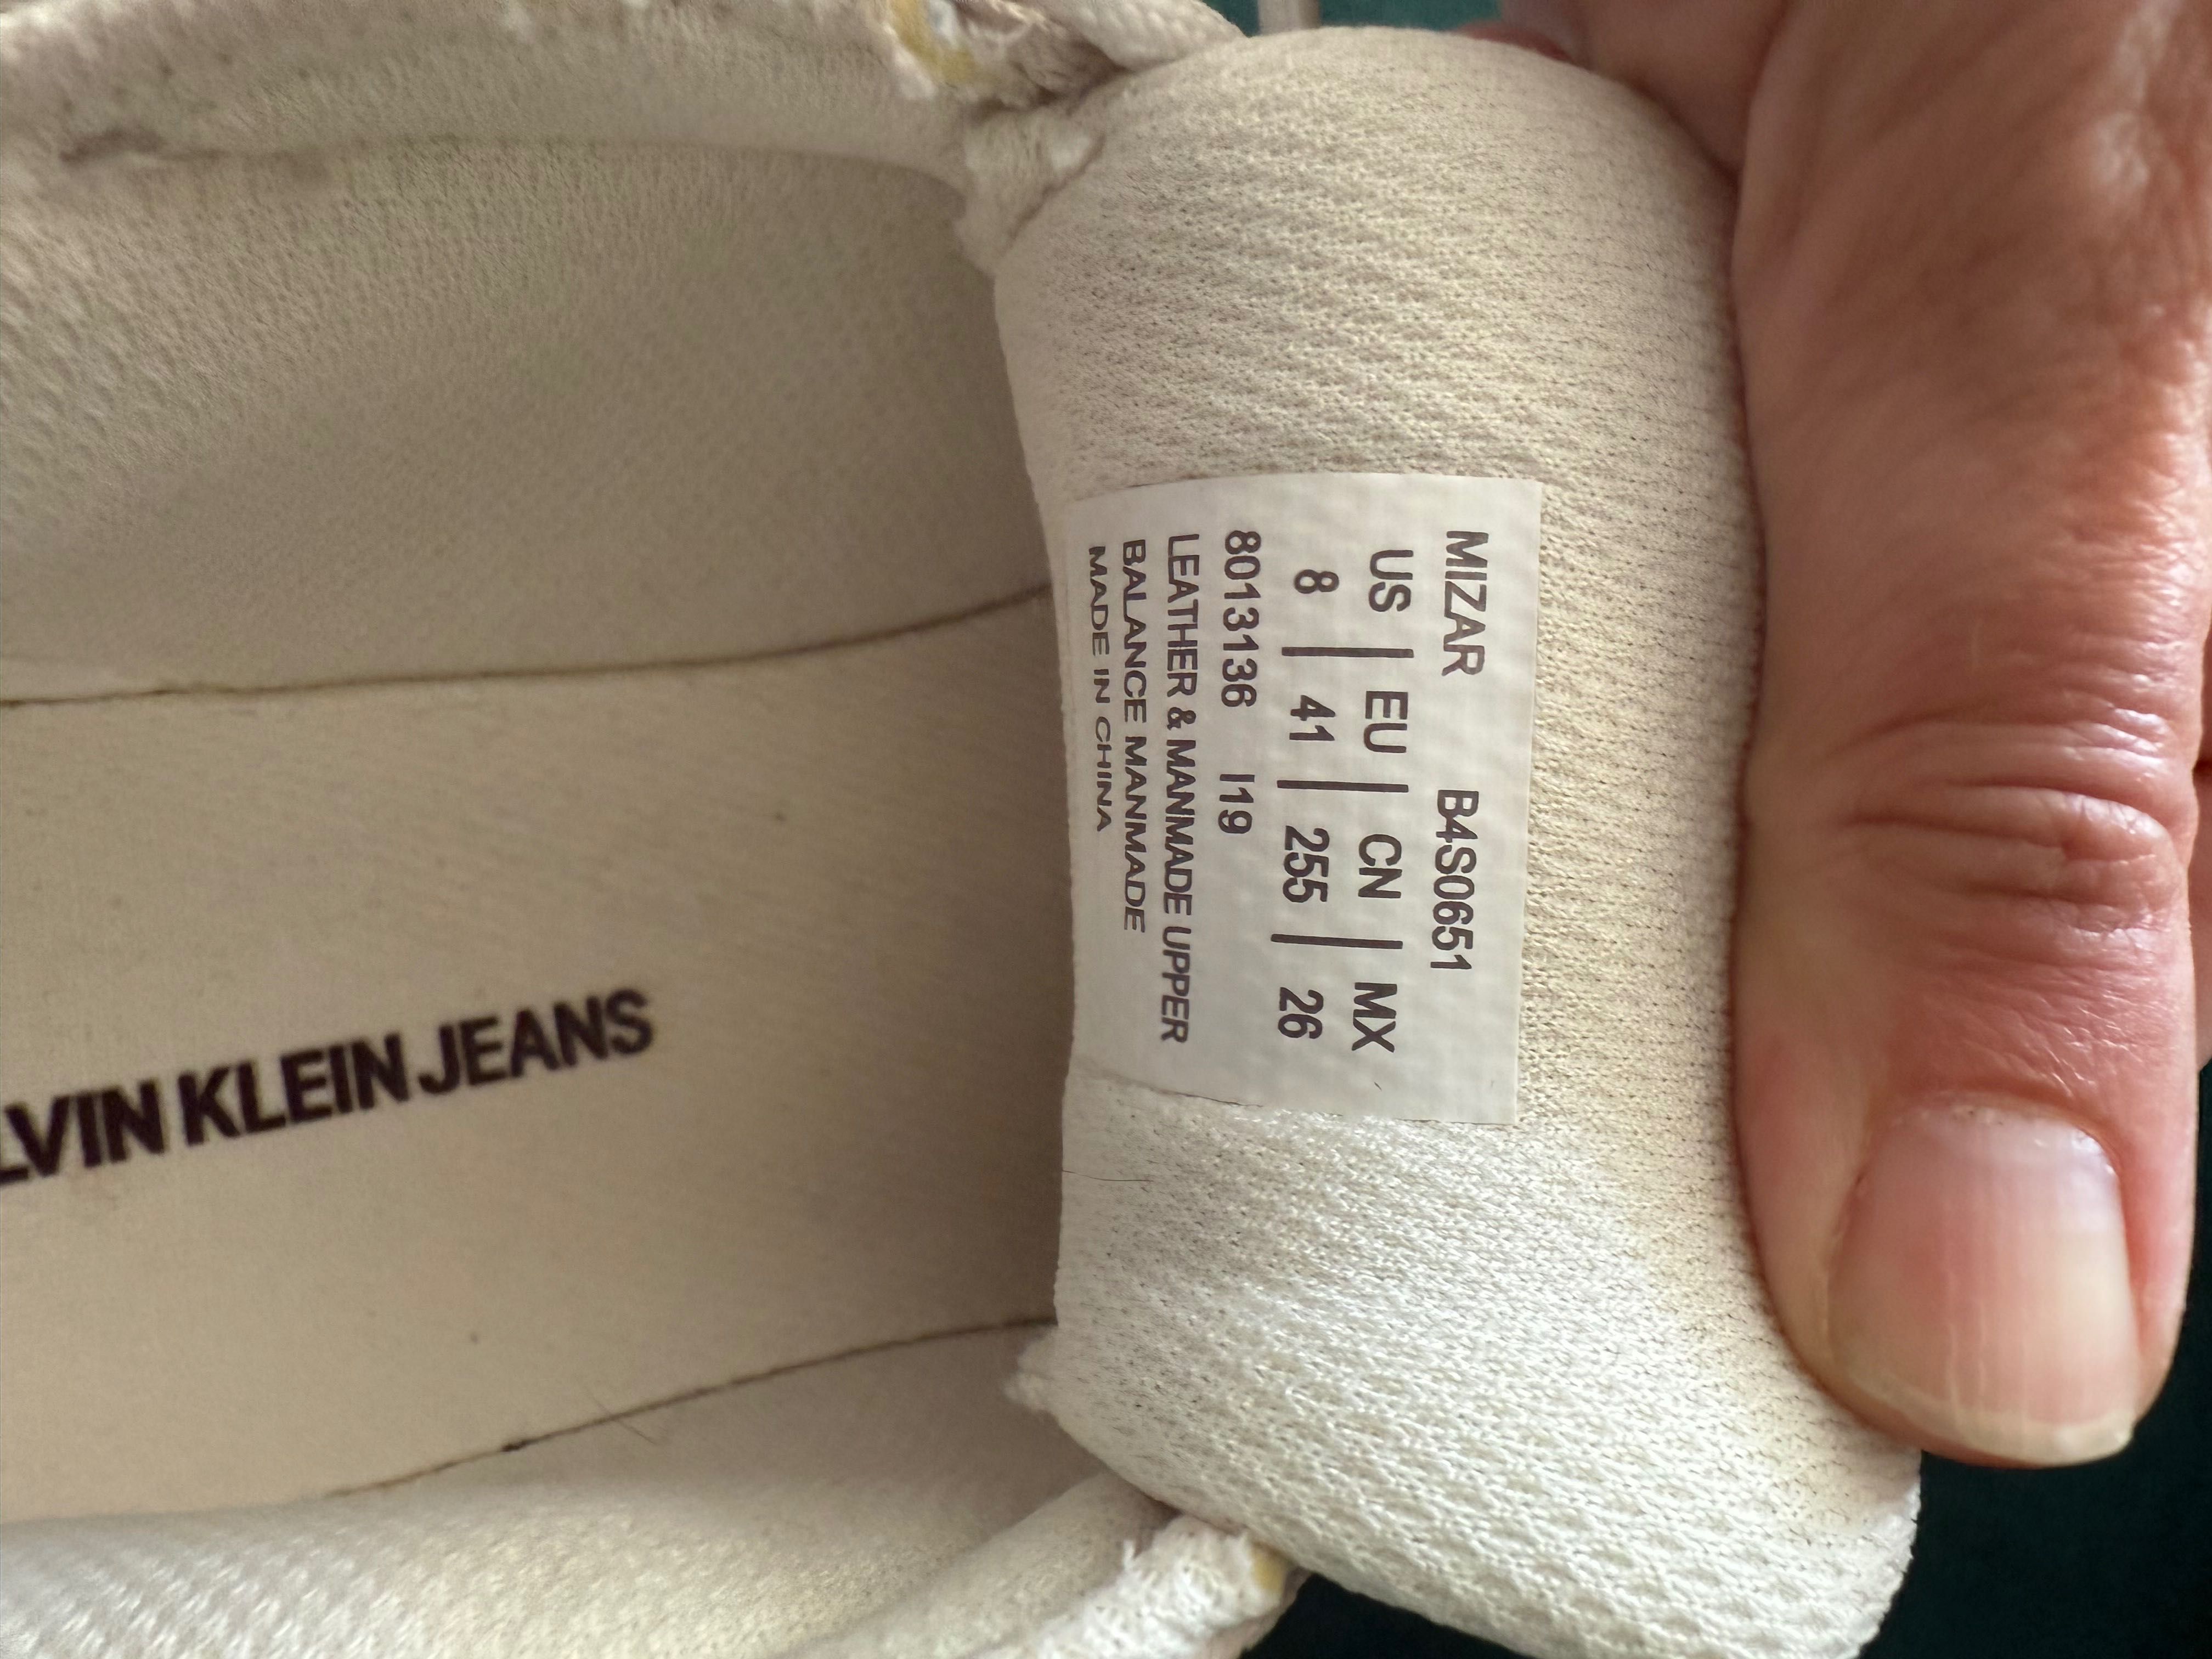 MIZAR B4S0651
US | EU | CN | MX
8 | 41 | 255 | 26
8013136 I19
LEATHER & MANMADE UPPER
BALANCE MANMADE
MADE IN CHINA
LVIN KLEIN JEANS